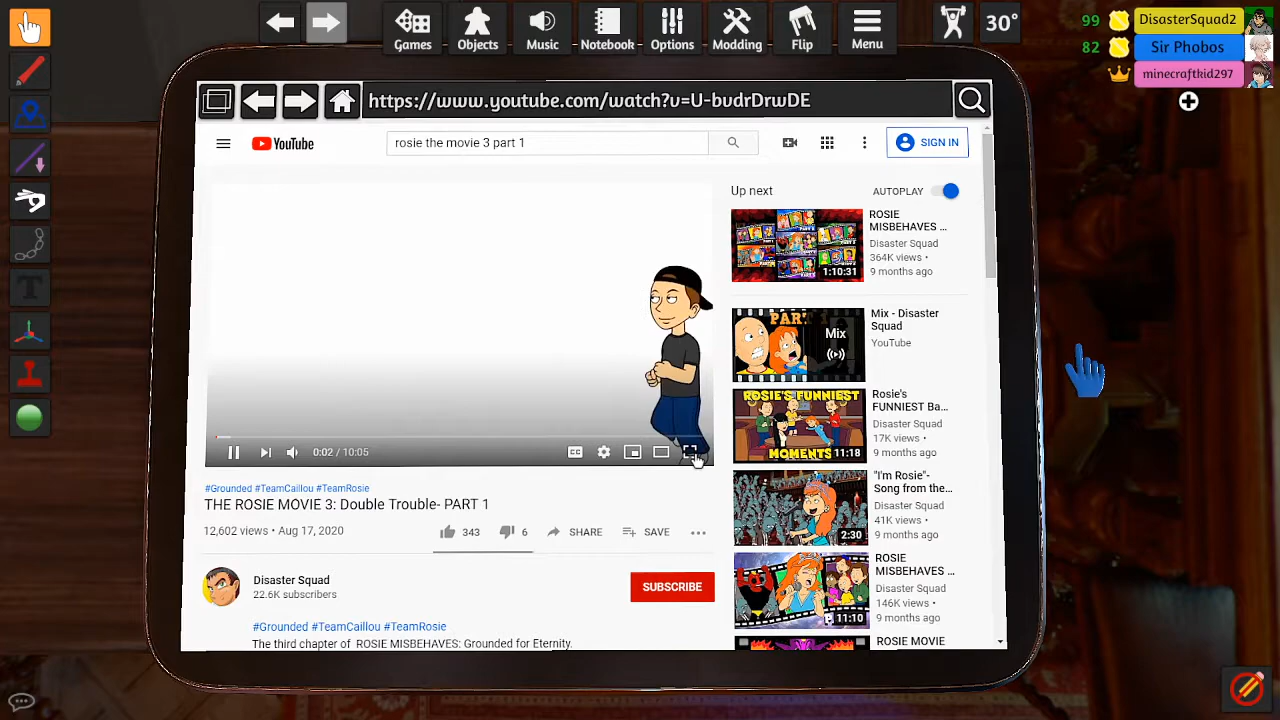 Games
Objects
Music
Notebook
Options
Modding
Flip
Menu
30°
99
DisasterSquad2
82
Sir Phobos
minecraftkid297
https://www.youtube.com/watch?v=U-bvdrDrwDE
YouTube
rosie the movie 3 part 1
SIGN IN
Up next
AUTOPLAY
ROSIE
MISBEHAVES ...
Disaster Squad
364K views •
9 months ago
1:10:31
PART
Mix
Mix - Disaster
Squad
YouTube
ROSIE'S FUNNIEST
MOMENTS
11:18
Rosie's
FUNNIEST Ba...
Disaster Squad
17K views •
9 months ago
2:30
"I'm Rosie"-
Song from the...
Disaster Squad
41K views •
9 months ago
11:10
ROSIE
MISBEHAVES ...
Disaster Squad
146K views •
9 months ago
ROSIE MOVIE
0:02 / 10:05
CC
#Grounded #TeamCaillou #TeamRosie
THE ROSIE MOVIE 3: Double Trouble- PART 1
12,602 views • Aug 17, 2020
343
6
SHARE
SAVE
Disaster Squad
22.6K subscribers
SUBSCRIBE
#Grounded #TeamCaillou #TeamRosie
The third chapter of ROSIE MISBEHAVES: Grounded for Eternity.
T